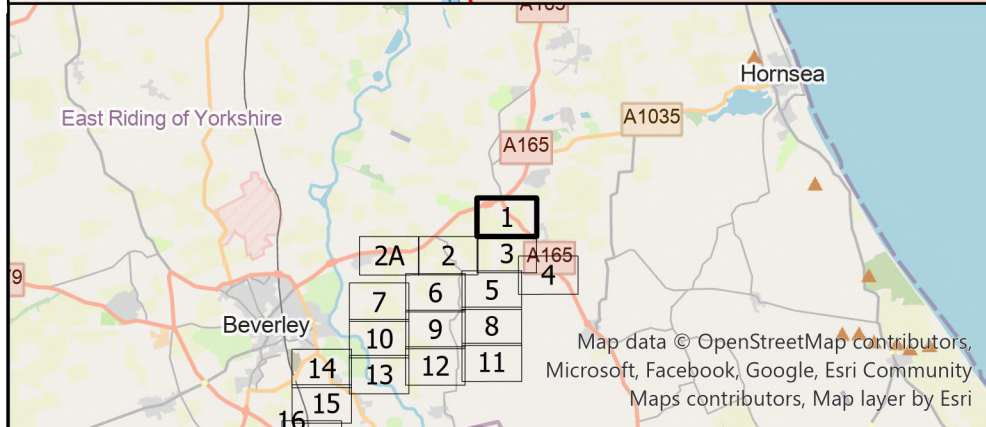 A165
Hornsea
A1035
East Riding of Yorkshire
A165
1
2A 2 3 A165
4
6 5
7
9 8
10
Beverley
12 11
14 13
15
16
Map data © OpenStreetMap contributors,
Microsoft, Facebook, Google, Esri Community
Maps contributors, Map layer by Esri